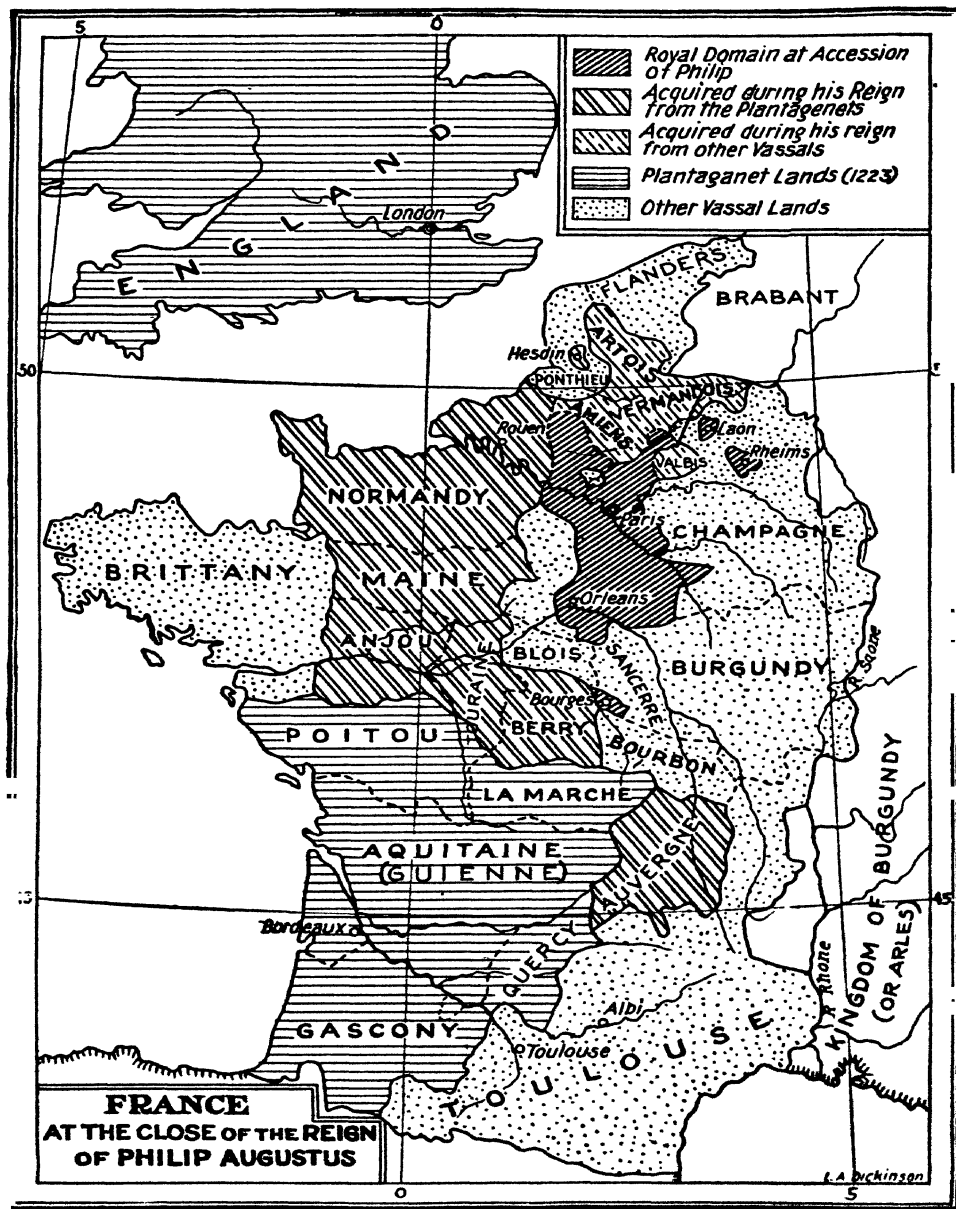 5
0
Royal Domain at Accession
of Philip
Acquired during his Reign
from the Plantagenets
Acquired during his reign
from other Vassals
Plantaganet Lands (1223)
Other Vassal Lands
ENGLAND
London
FLANDERS
BRABANT
ARTOIS
Hesdin
50
5
PONTHIEU
VERMANDOIS
AMIENS
Rouen
Laon
Rheims
VALOIS
NORMANDY
Paris
CHAMPAGNE
BRITTANY
MAINE
Orleans
ANJOU
BLOIS
SANCERRE
BURGUNDY
R Saone
TOURAINE
Bourges
BERRY
POITOU
BOURBON
LA MARCHE
AQUITAINE
(GUIENNE)
AUVERGNE
KINGDOM OF BURGUNDY
(OR ARLES)
45
Bordeaux
QUERCY
R Rhone
Albi
GASCONY
Toulouse
TOULOUSE
FRANCE
AT THE CLOSE OF THE REIGN
OF PHILIP AUGUSTUS
L.A Dickinson
0
5